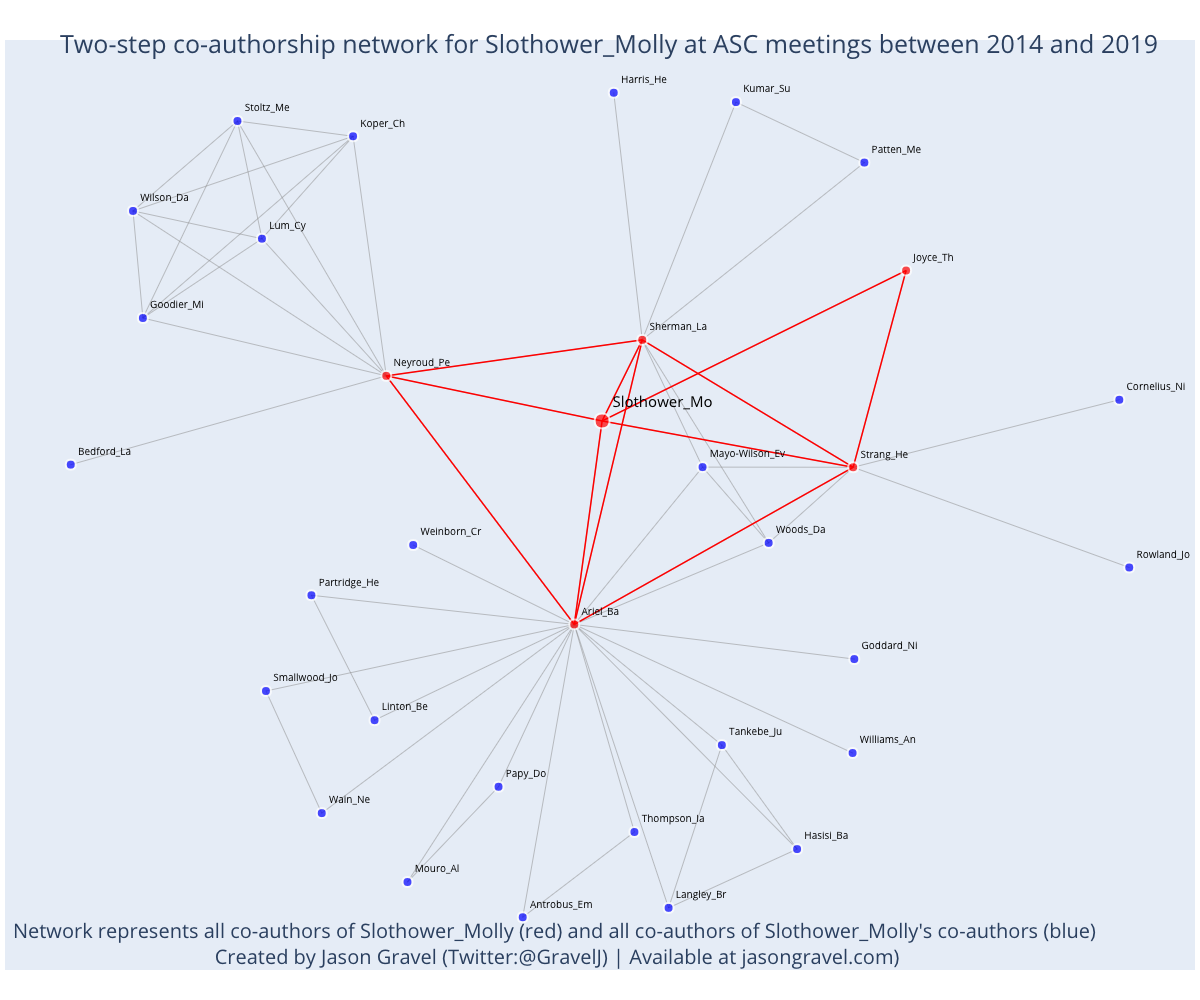 Two-step co-authorship network for Slothower_Molly at ASC meetings between 2014 and 2019
Harris_He
Kumar_Su
Stoltz_Me
Koper_Ch
Patten_Me
Wilson_Da
Lum_Cy
Joyce_Th
Goodier_Mi
Sherman_La
Neyroud_Pe
Cornelius_Ni
Slothower_Mo
Bedford_La
Mayo-Wilson_Ev
Strang_He
Weinborn_Cr
Woods_Da
Rowland_Jo
Partridge_He
Ariel_Ba
Goddard_Ni
Smallwood_Jo
Linton_Be
Tankebe_Ju
Williams_An
Papy_Do
Wain_Ne
Thompson_Ia
Hasisi_Ba
Mouro_Al
Langley_Br
Antrobus_Em
Network represents all co-authors of Slothower_Molly (red) and all co-authors of Slothower_Molly's co-authors (blue)
Created by Jason Gravel (Twitter:@GravelJ) | Available at jasongravel.com)